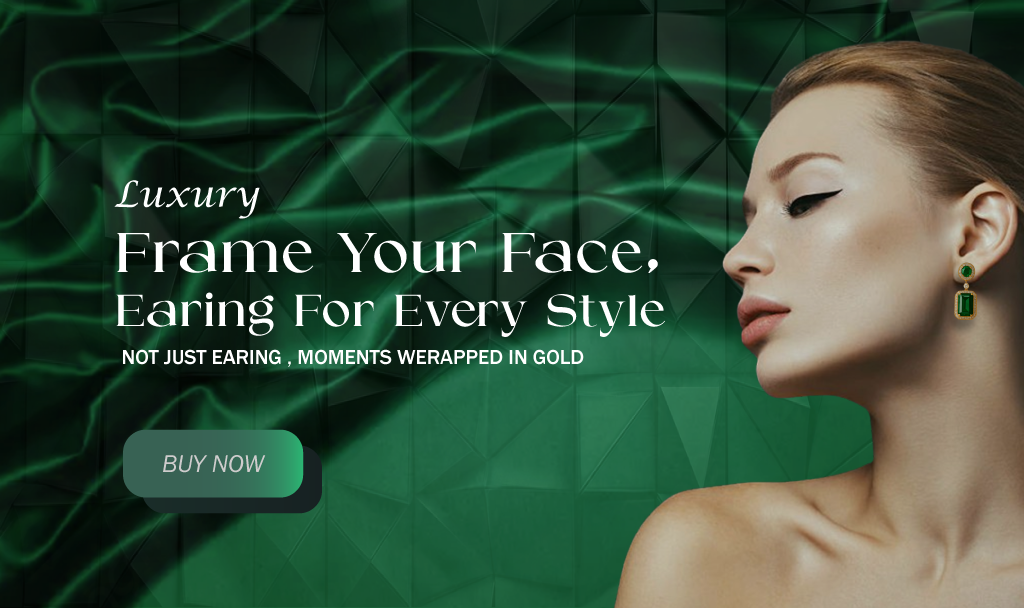 Luxury
Frame Your Face,
Earing For Every Style
NOT JUST EARING , MOMENTS WERAPPED IN GOLD
BUY NOW